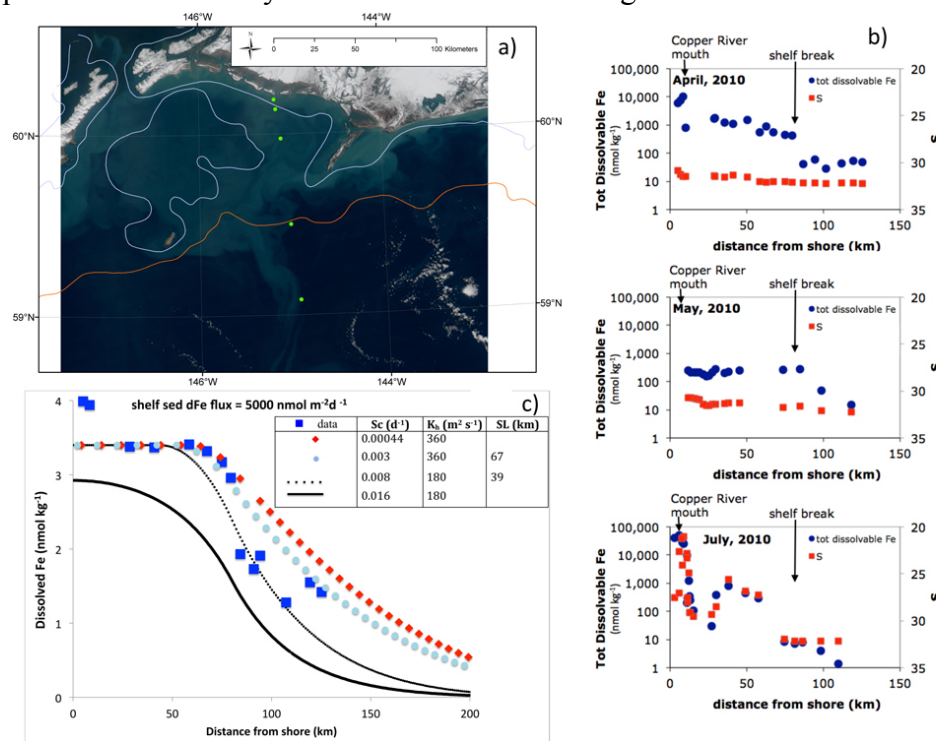 146°W
144°W
a)
N
0 25 50 100 Kilometers
60°N
60°N
59°N
59°N
146°W
144°W
b)
Copper River
mouth
shelf break
100,000
10,000
1,000
100
10
1
April, 2010
tot dissolvable Fe
S
20
25
30
35
Tot Dissolvable Fe
(nmol kg-1)
S
0 50 100 150
distance from shore (km)
Copper River
mouth
shelf break
100,000
10,000
1,000
100
10
1
May, 2010
tot dissolvable Fe
S
20
25
30
35
Tot Dissolvable Fe
(nmol kg-1)
S
0 50 100 150
distance from shore (km)
Copper River
mouth
shelf break
100,000
10,000
1,000
100
10
1
July, 2010
tot dissolvable Fe
S
20
25
30
35
Tot Dissolvable Fe
(nmol kg-1)
S
0 50 100 150
distance from shore (km)
c)
shelf sed dFe flux = 5000 nmol m-2d -1
data Sc (d-1) Kh (m2 s-1) SL (km)
0.00044 360
0.003 360 67
0.008 180 39
0.016 180
4
3
2
1
0
Dissolved Fe (nmol kg-1)
0 50 100 150 200
Distance from shore (km)